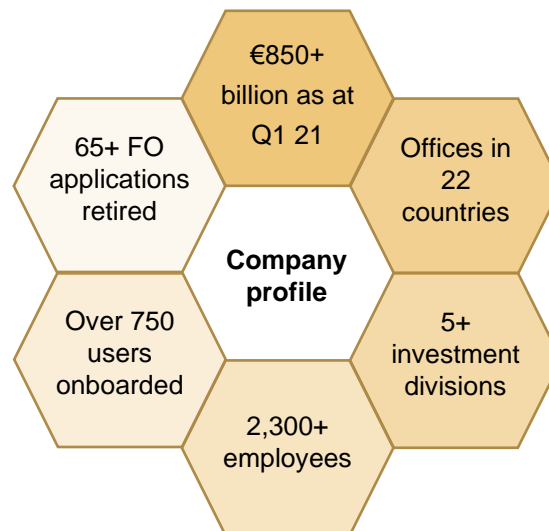 €850+
billion as at
Q1 21
65+ FO
applications
retired
Offices in
22
countries
Company
profile
Over 750
users
onboarded
5+
investment
divisions
2,300+
employees